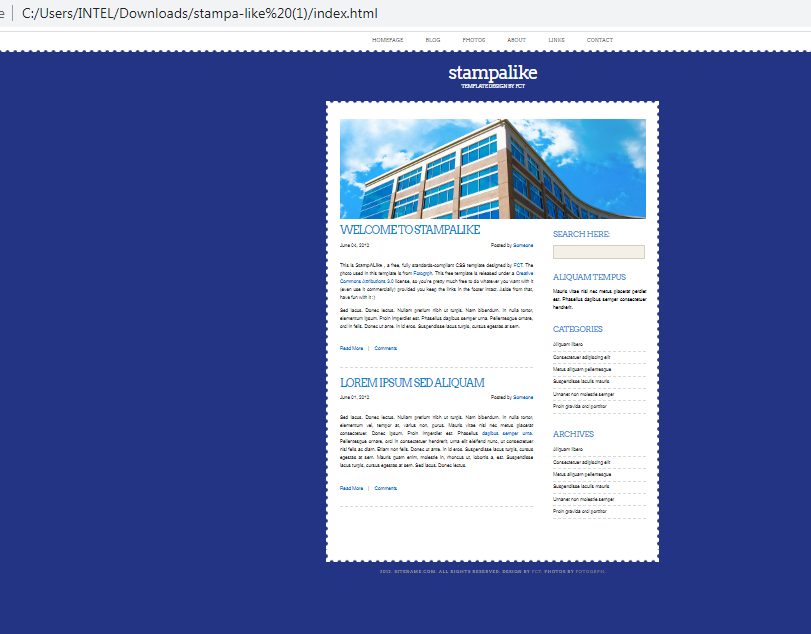 C:/Users/INTEL/Downloads/stampa-like%20(1)/index.html
HOMEPAGE BLOG PHOTOS ABOUT LINKS CONTACT
stampalike
TEMPLATE DESIGN BY FCT
WELCOME TO STAMPALIKE
June 04, 2012 Posted by Someone
This is StampALike , a free, fully standards-compliant CSS template designed by FCT. The
photo used in this template is from Fotograph. This free template is released under a Creative
Commons Attributions 3.0 license, so you're pretty much free to do whatever you want with it
(even use it commercially) provided you keep the links in the footer intact. Aside from that,
have fun with it :)
Sed lacus. Donec lectus. Nullam pretium nibh ut turpis. Nam bibendum. In nulla tortor,
elementum ipsum. Proin imperdiet est. Phasellus dapibus semper urna. Pellentesque ornare,
orci in felis. Donec ut ante. In id eros. Suspendisse lacus turpis, cursus egestas at sem.
Read More | Comments
LOREM IPSUM SED ALIQUAM
June 01, 2012 Posted by Someone
Sed lacus. Donec lectus. Nullam pretium nibh ut turpis. Nam bibendum. In nulla tortor,
elementum vel, tempor at, varius non, purus. Mauris vitae nisl nec metus placerat
consectetuer. Donec ipsum. Proin imperdiet est. Phasellus dapibus semper urna.
Pellentesque ornare, orci in consectetuer hendrerit, urna elit eleifend nunc, ut consectetuer
nisl felis ac diam. Etiam non felis. Donec ut ante. In id eros. Suspendisse lacus turpis, cursus
egestas at sem. Mauris quam enim, molestie in, rhoncus ut, lobortis a, est. Suspendisse
lacus turpis, cursus egestas at sem. Sed lacus. Donec lectus.
Read More | Comments
SEARCH HERE:
ALIQUAM TEMPUS
Mauris vitae nisl nec metus placerat perdiet
est. Phasellus dapibus semper consectetuer
hendrerit.
CATEGORIES
Aliquam libero
Consectetuer adipiscing elit
Metus aliquam pellentesque
Suspendisse iaculis mauris
Urnanet non molestie semper
Proin gravida orci porttitor
ARCHIVES
Aliquam libero
Consectetuer adipiscing elit
Metus aliquam pellentesque
Suspendisse iaculis mauris
Urnanet non molestie semper
Proin gravida orci porttitor
2012. SITENAME.COM. ALL RIGHTS RESERVED. DESIGN BY FCT. PHOTOS BY FOTOGRPH.